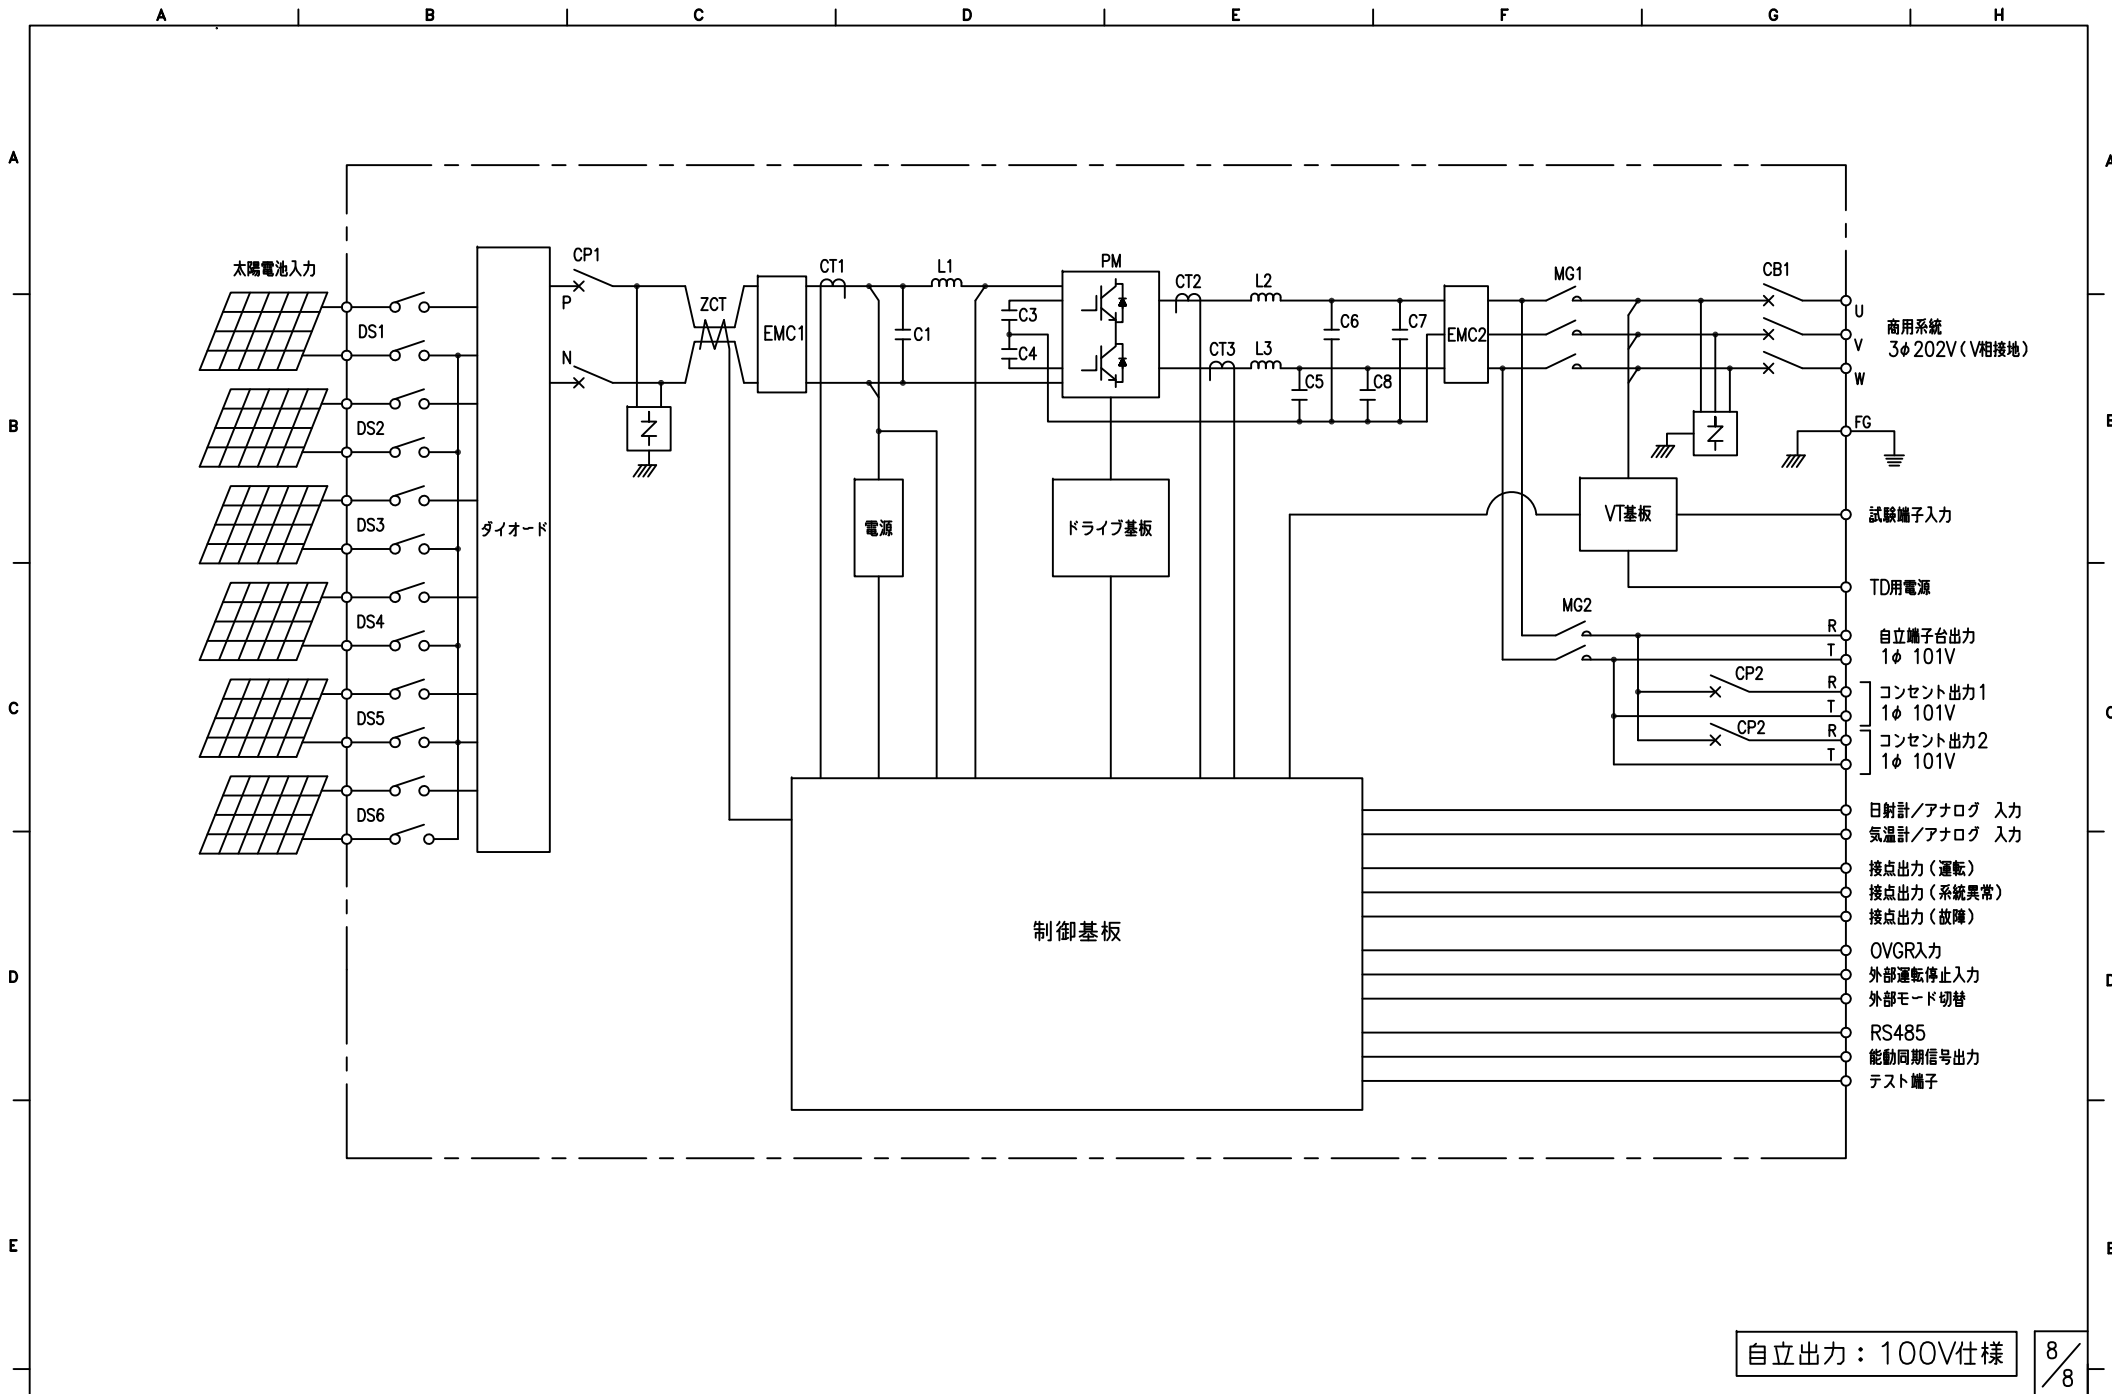 A B C D E F G H
A
B
C
D
E
太陽電池入力
DS1
DS2
DS3
DS4
DS5
DS6
ダイオード
CP1
P
N
ZCT
EMC1
CT1
C1
L1
C3
C4
PM
CT2
CT3
L2
L3
C5
C6
C7
C8
EMC2
MG1
CB1
U
V
W
商用系統
3φ202V(V相接地)
FG
電源
ドライブ基板
VT基板
試験端子入力
TD用電源
MG2
R
T
自立端子台出力
1φ 101V
CP2
R
T
コンセント出力1
1φ 101V
CP2
R
T
コンセント出力2
1φ 101V
制御基板
日射計/アナログ 入力
気温計/アナログ 入力
接点出力(運転)
接点出力(系統異常)
接点出力(故障)
OVGR入力
外部運転停止入力
外部モード切替
RS485
能動同期信号出力
テスト端子
自立出力:100V仕様
8/8